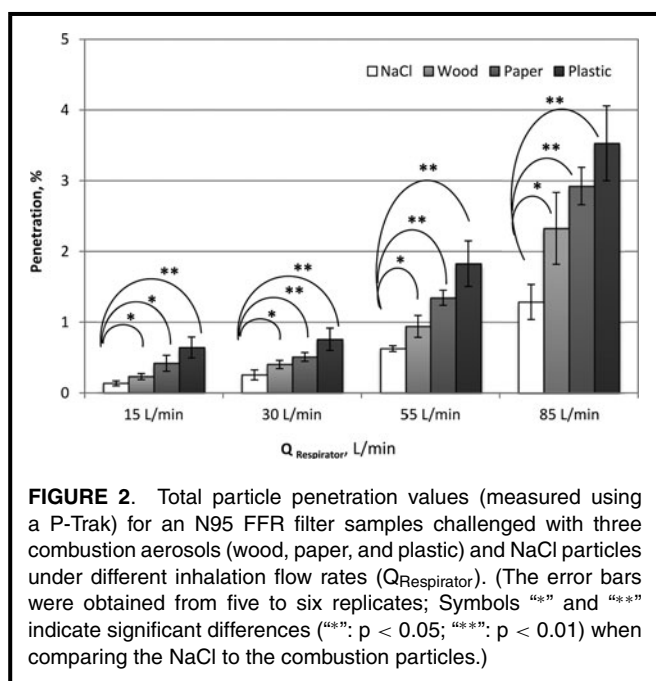 5
NaCl Wood Paper Plastic
4
3
2
1
0
Penetration, %
** ** * ** ** * ** ** * ** * *
15 L/min 30 L/min 55 L/min 85 L/min
Q Respirator, L/min
FIGURE 2. Total particle penetration values (measured using
a P-Trak) for an N95 FFR filter samples challenged with three
combustion aerosols (wood, paper, and plastic) and NaCl particles
under different inhalation flow rates (QRespirator). (The error bars
were obtained from five to six replicates; Symbols “*” and “**”
indicate significant differences (“*”: p < 0.05; “**”: p < 0.01) when
comparing the NaCl to the combustion particles.)